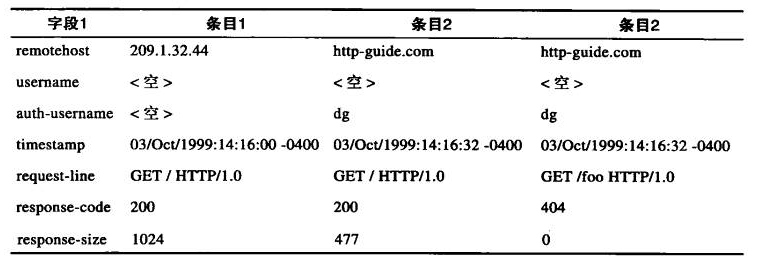 字段1 条目1 条目2 条目2
remotehost 209.1.32.44 http-guide.com http-guide.com
username <空> <空> <空>
auth-username <空> dg dg
timestamp 03/Oct/1999:14:16:00 -0400 03/Oct/1999:14:16:32 -0400 03/Oct/1999:14:16:32 -0400
request-line GET / HTTP/1.0 GET / HTTP/1.0 GET /foo HTTP/1.0
response-code 200 200 404
response-size 1024 477 0